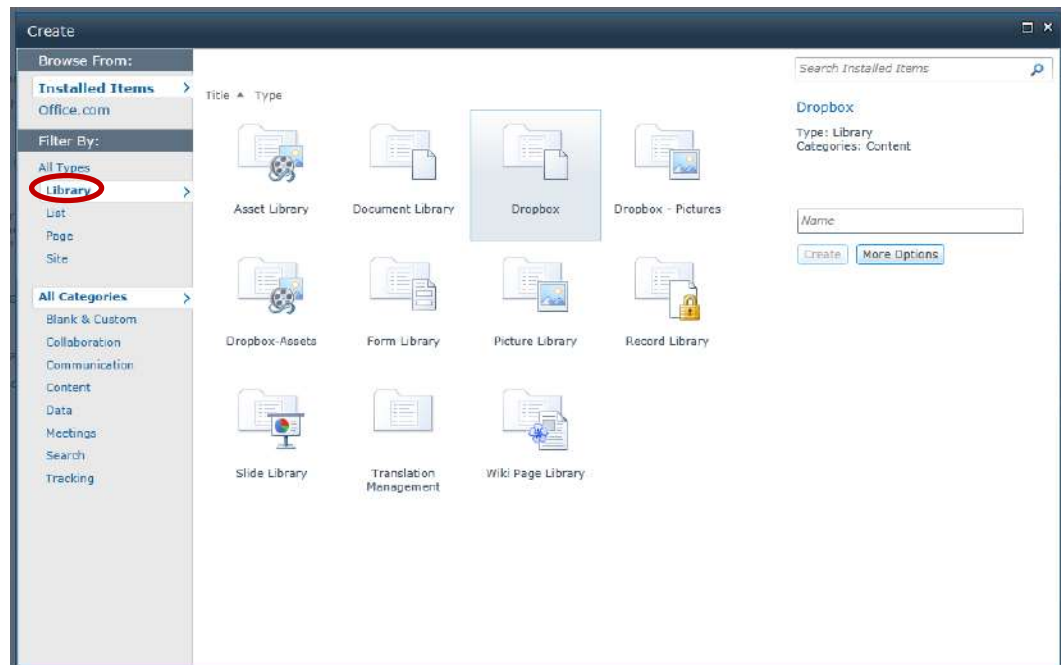 Create
Browse From:
Installed Items
Office.com
Filter By:
All Types
Library
List
Page
Site
All Categories
Blank & Custom
Collaboration
Communication
Content
Data
Meetings
Search
Tracking
Title Type
Asset Library
Document Library
Dropbox
Dropbox - Pictures
Dropbox-Assets
Form Library
Picture Library
Record Library
Slide Library
Translation
Management
Wiki Page Library
Search Installed Items
Dropbox
Type: Library
Categories: Content
Name
Create More Options